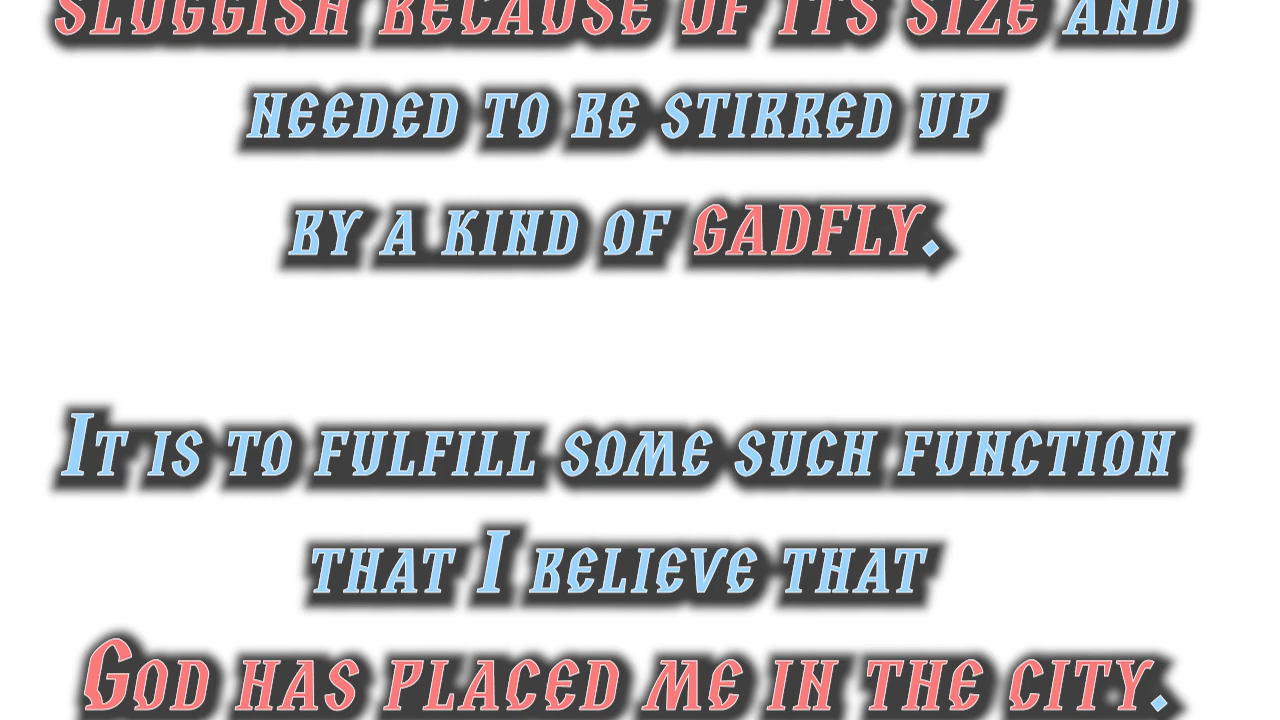 sluggish because of its size and
needed to be stirred up
by a kind of gadfly.
It is to fulfill some such function
that I believe that
God has placed me in the city.